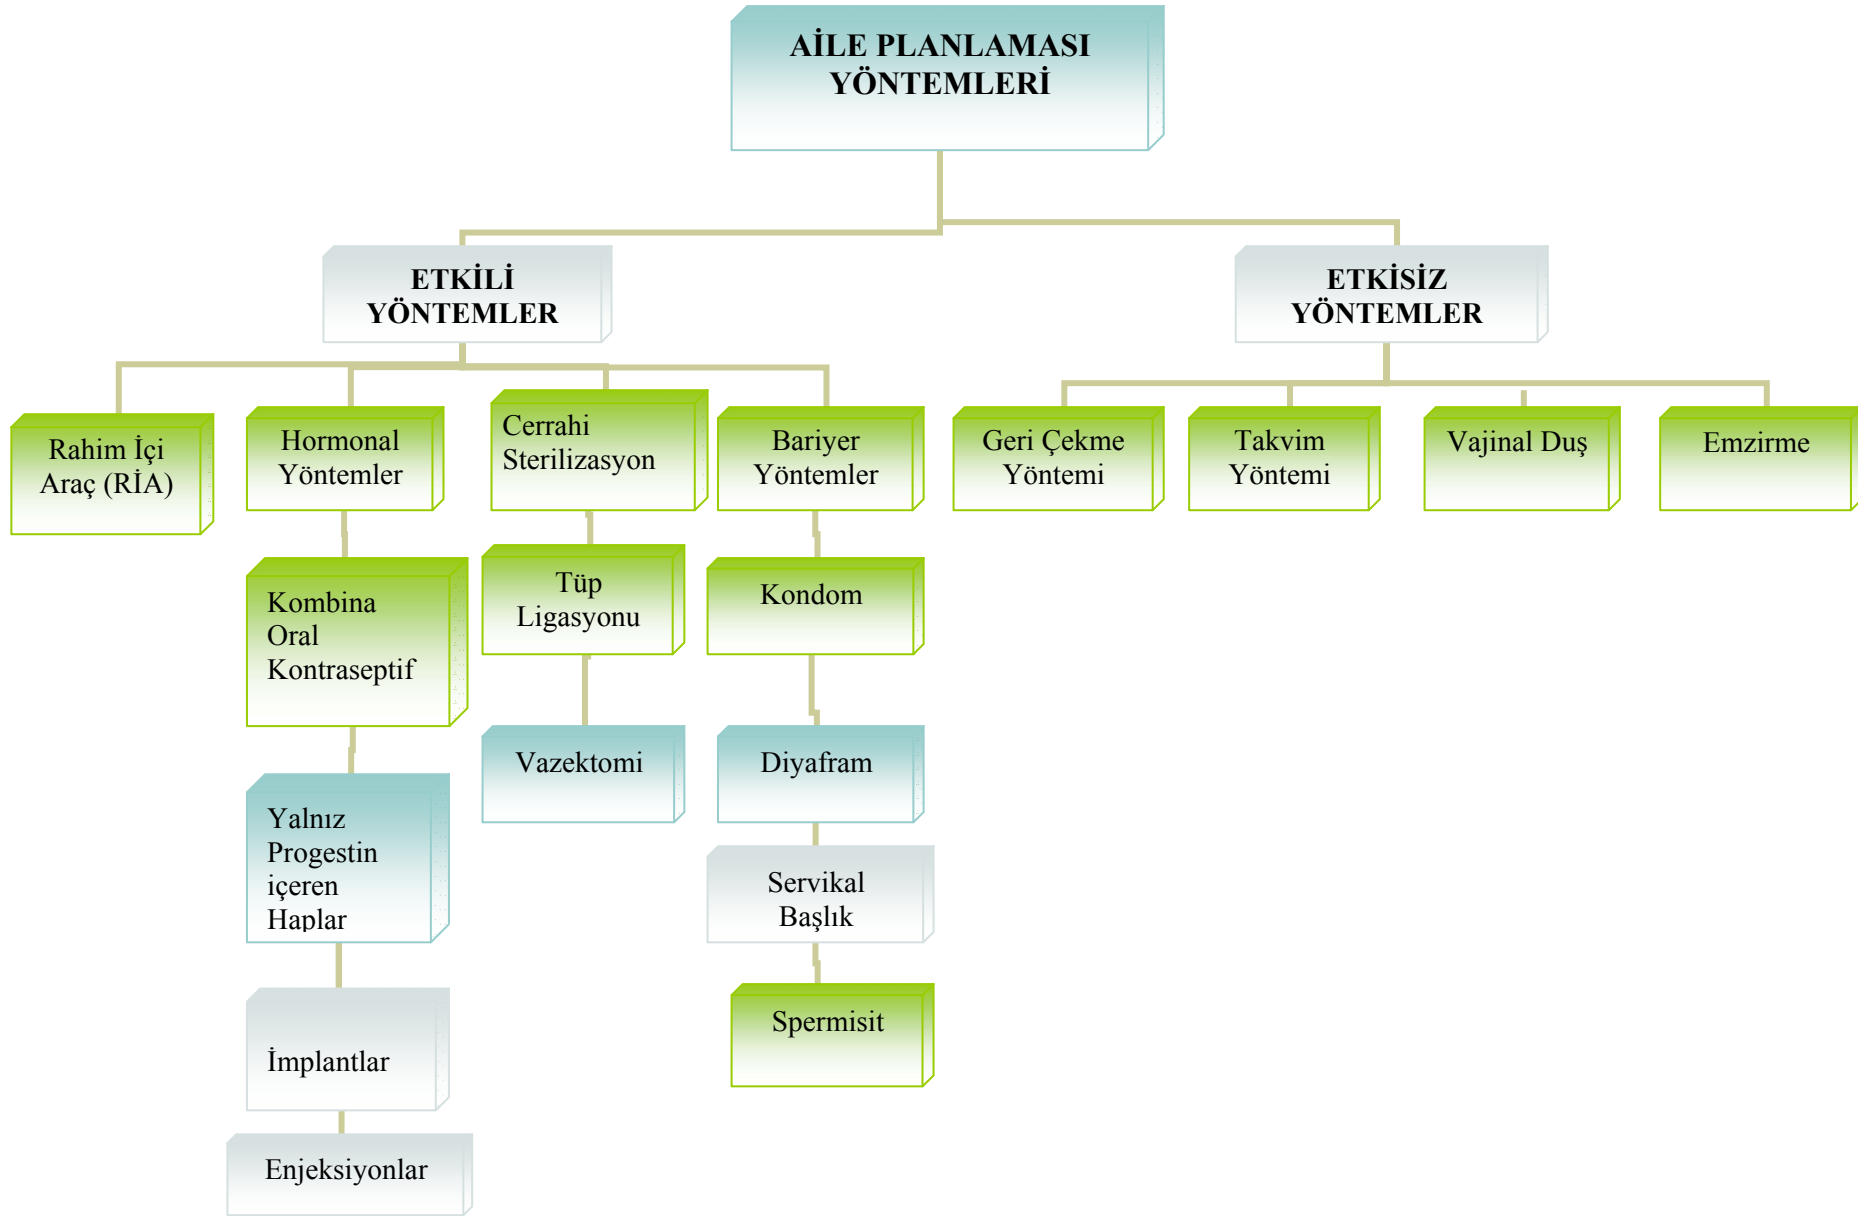 AİLE PLANLAMASI
YÖNTEMLERİ
ETKİLİ
YÖNTEMLER
ETKİSİZ
YÖNTEMLER
Rahim İçi
Araç (RİA)
Hormonal
Yöntemler
Cerrahi
Sterilizasyon
Bariyer
Yöntemler
Geri Çekme
Yöntemi
Takvim
Yöntemi
Vajinal Duş
Emzirme
Kombina
Oral
Kontraseptif
Tüp
Ligasyonu
Kondom
Yalnız
Progestin
içeren
Haplar
Vazektomi
Diyafram
Servikal
Başlık
İmplantlar
Spermisit
Enjeksiyonlar